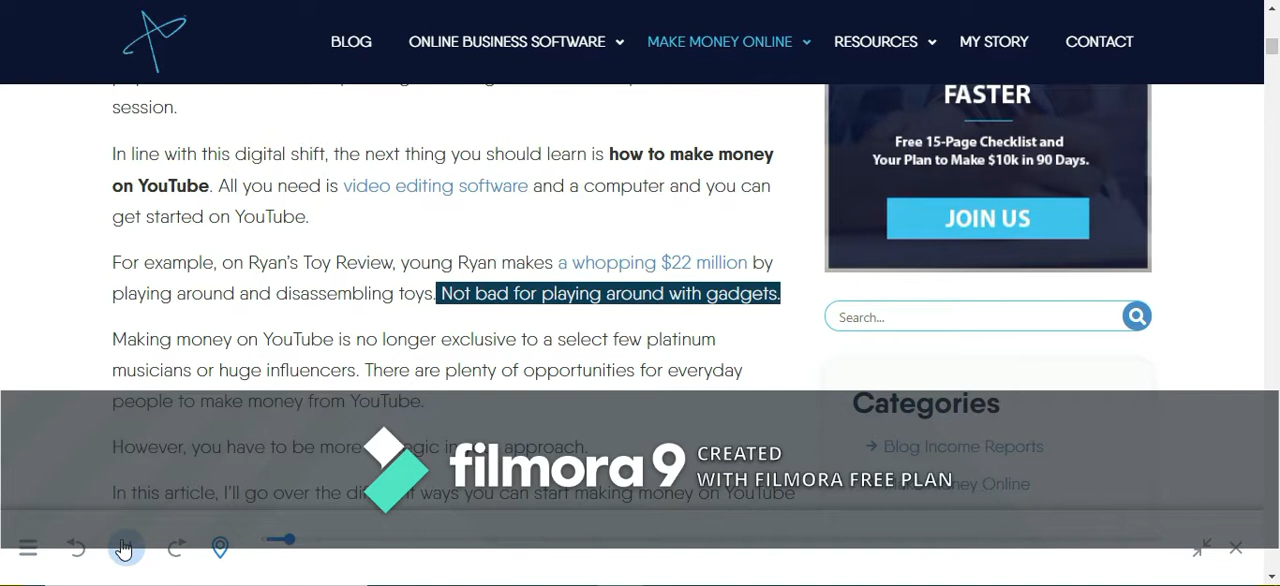 BLOG
ONLINE BUSINESS SOFTWARE
MAKE MONEY ONLINE
RESOURCES
MY STORY
CONTACT
session.
In line with this digital shift, the next thing you should learn is how to make money
on YouTube. All you need is video editing software and a computer and you can
get started on YouTube.
For example, on Ryan's Toy Review, young Ryan makes a whopping $22 million by
playing around and disassembling toys. Not bad for playing around with gadgets.
Making money on YouTube is no longer exclusive to a select few platinum
musicians or huge influencers. There are plenty of opportunities for everyday
people to make money from YouTube.
However, you have to be more approach.
In this article, I'll go over the ways you can start making money on YouTube
FASTER
Free 15-Page Checklist and
Your Plan to Make $10k in 90 Days.
JOIN US
Search...
Categories
Blog Income Reports
Money Online
filmora9
CREATED
WITH FILMORA FREE PLAN